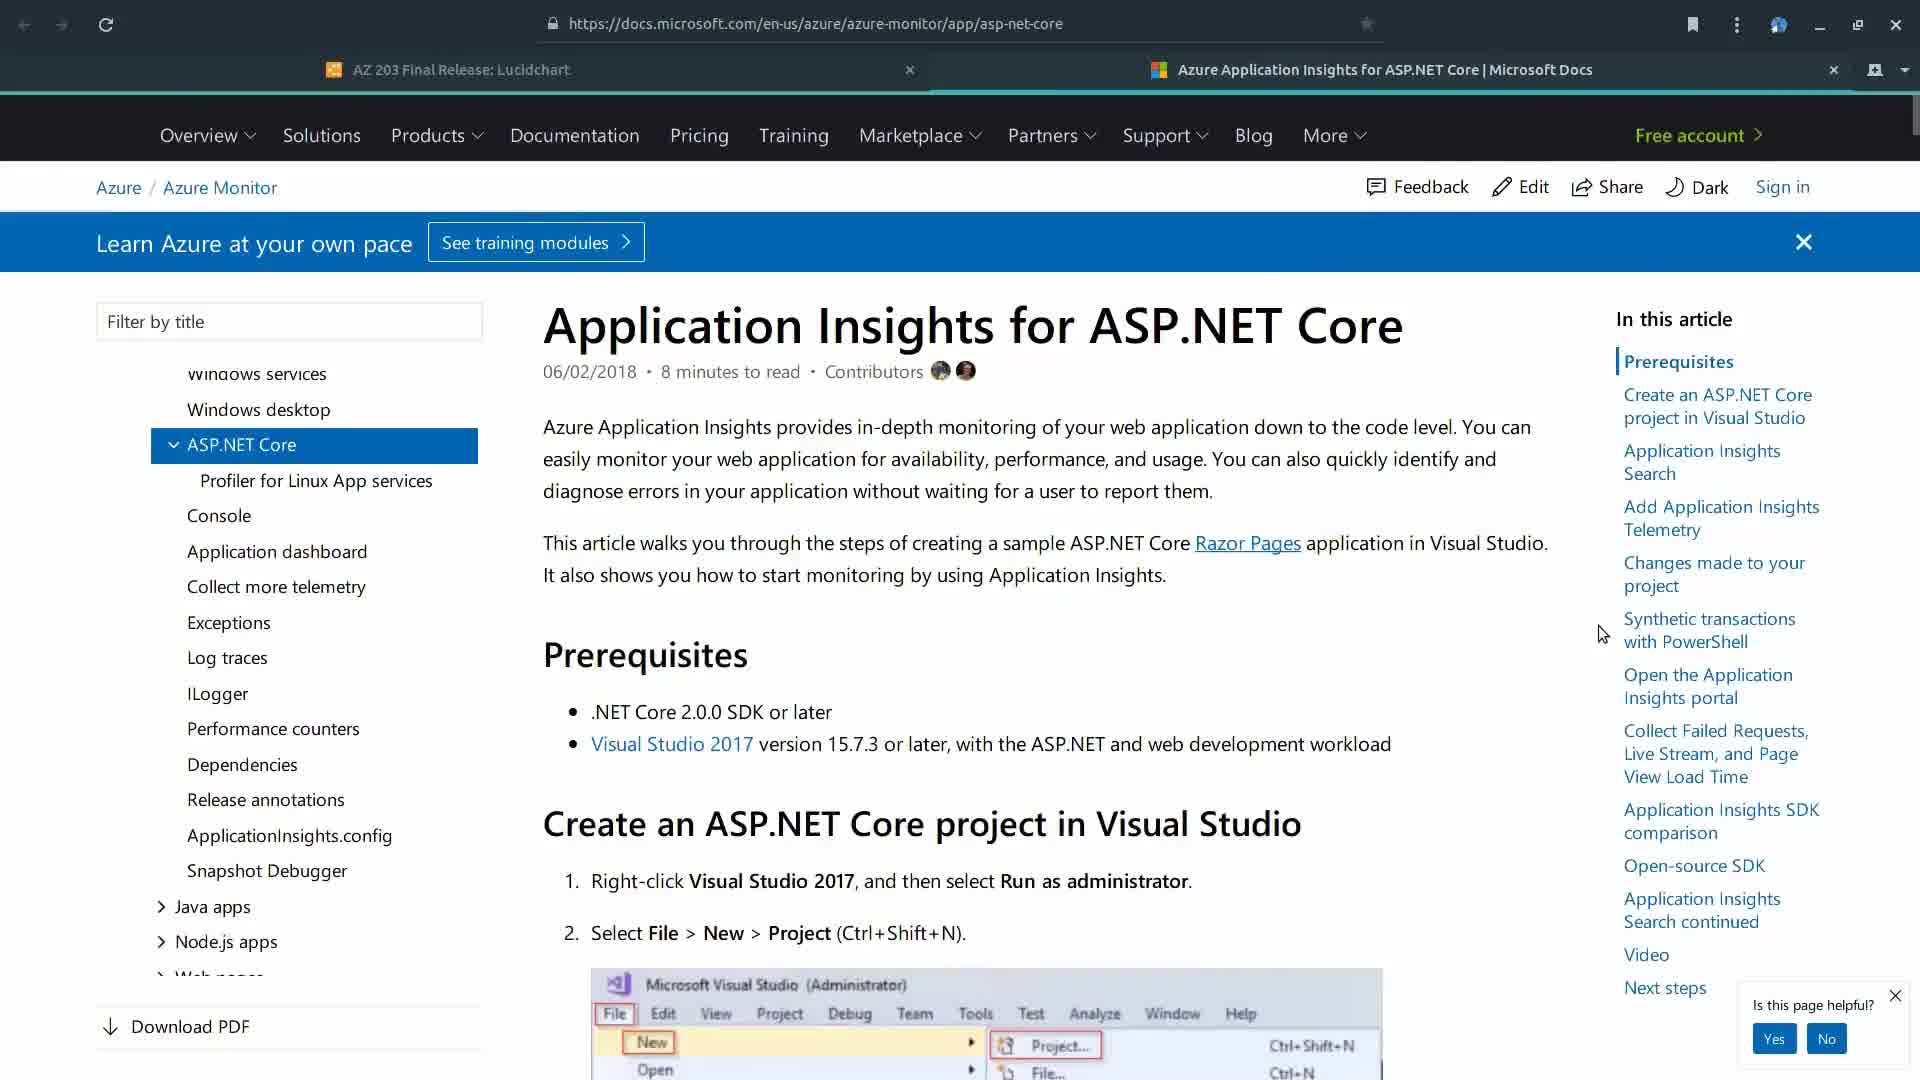 https://docs.microsoft.com/en-us/azure/azure-monitor/app/asp-net-core
AZ 203 Final Release: Lucidchart
Azure Application Insights for ASP.NET Core | Microsoft Docs
Overview
Solutions
Products
Documentation
Pricing
Training
Marketplace
Partners
Support
Blog
More
Free account
Azure / Azure Monitor
Feedback
Edit
Share
Dark
Sign in
Learn Azure at your own pace
See training modules
Filter by title
Windows services
Windows desktop
ASP.NET Core
Profiler for Linux App services
Console
Application dashboard
Collect more telemetry
Exceptions
Log traces
ILogger
Performance counters
Dependencies
Release annotations
ApplicationInsights.config
Snapshot Debugger
Java apps
Node.js apps
Download PDF
Application Insights for ASP.NET Core
06/02/2018 • 8 minutes to read • Contributors
Azure Application Insights provides in-depth monitoring of your web application down to the code level. You can
easily monitor your web application for availability, performance, and usage. You can also quickly identify and
diagnose errors in your application without waiting for a user to report them.
This article walks you through the steps of creating a sample ASP.NET Core Razor Pages application in Visual Studio.
It also shows you how to start monitoring by using Application Insights.
Prerequisites
• .NET Core 2.0.0 SDK or later
• Visual Studio 2017 version 15.7.3 or later, with the ASP.NET and web development workload
Create an ASP.NET Core project in Visual Studio
1. Right-click Visual Studio 2017, and then select Run as administrator.
2. Select File > New > Project (Ctrl+Shift+N).
Microsoft Visual Studio (Administrator)
File Edit View Project Debug Team Tools Test Analyze Window Help
New
Project... Ctrl+Shift+N
Open
File... Ctrl+N
In this article
Prerequisites
Create an ASP.NET Core
project in Visual Studio
Application Insights
Search
Add Application Insights
Telemetry
Changes made to your
project
Synthetic transactions
with PowerShell
Open the Application
Insights portal
Collect Failed Requests,
Live Stream, and Page
View Load Time
Application Insights SDK
comparison
Open-source SDK
Application Insights
Search continued
Video
Next steps
Is this page helpful?
Yes
No